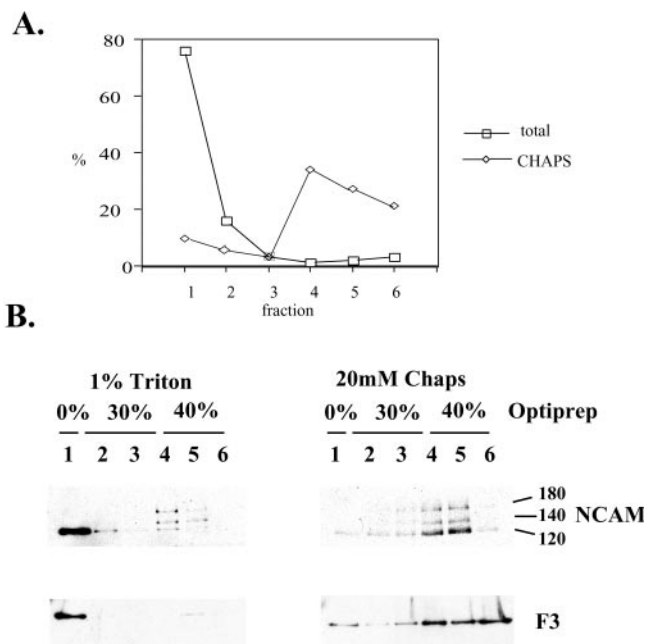 A.
80
60
40
20
0
%
1 2 3 4 5 6
fraction
total
CHAPS
B.
1% Triton 20mM Chaps
0% 30% 40% 0% 30% 40% Optiprep
1 2 3 4 5 6 1 2 3 4 5 6
180
140 NCAM
120
F3